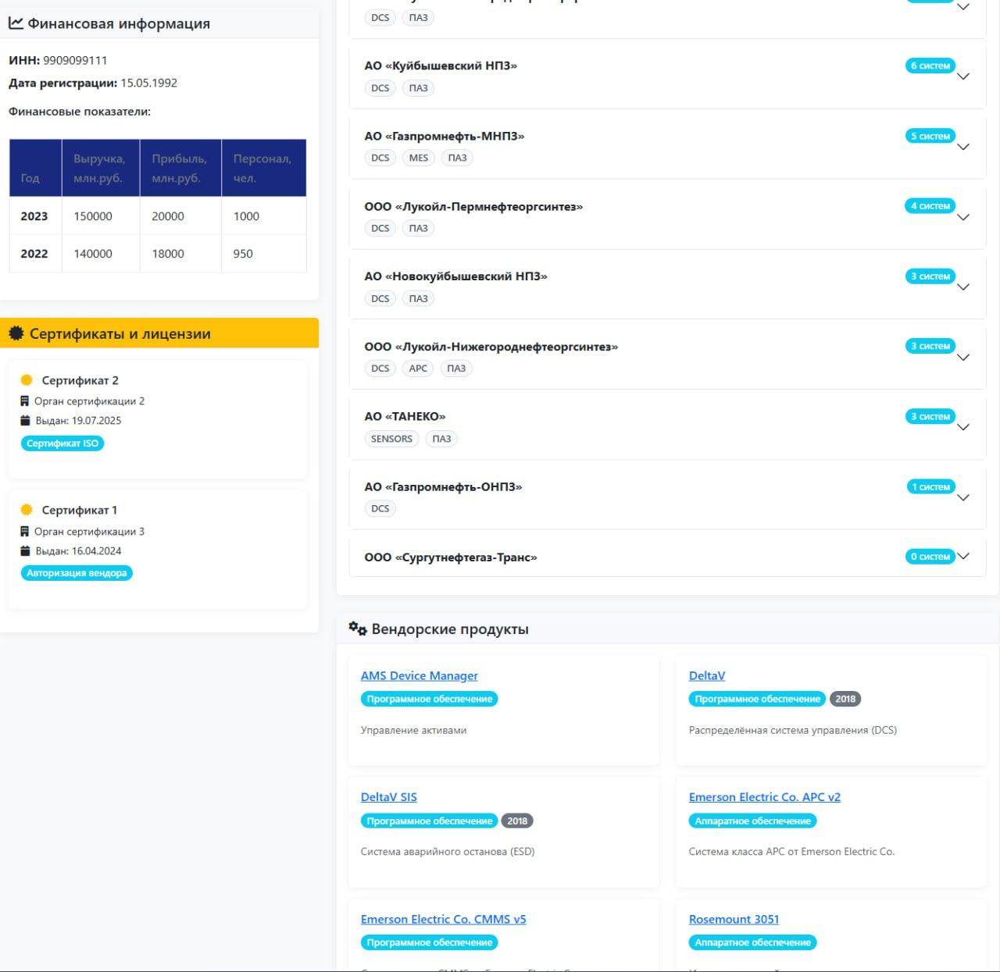 Финансовая информация
ИНН: 9909099111
Дата регистрации: 15.05.1992
Финансовые показатели:
Год Выручка, млн.руб. Прибыль, млн.руб. Персонал, чел.
2023 150000 20000 1000
2022 140000 18000 950
Сертификаты и лицензии
Сертификат 2
Орган сертификации 2
Выдан: 19.07.2025
Сертификат ISO
Сертификат 1
Орган сертификации 3
Выдан: 16.04.2024
Авторизация вендора
DCS ПАЗ
АО «Куйбышевский НПЗ» 6 систем
DCS ПАЗ
АО «Газпромнефть-МНПЗ» 5 систем
DCS MES ПАЗ
ООО «Лукойл-Пермнефтеоргсинтез» 4 систем
DCS ПАЗ
АО «Новокуйбышевский НПЗ» 3 систем
DCS ПАЗ
ООО «Лукойл-Нижегороднефтеоргсинтез» 3 систем
DCS APC ПАЗ
АО «ТАНЕКО» 3 систем
SENSORS ПАЗ
АО «Газпромнефть-ОНПЗ» 1 систем
DCS
ООО «Сургутнефтегаз-Транс» 0 систем
Вендорские продукты
AMS Device Manager
Программное обеспечение
Управление активами
DeltaV
Программное обеспечение 2018
Распределённая система управления (DCS)
DeltaV SIS
Программное обеспечение 2018
Система аварийного останова (ESD)
Emerson Electric Co. APC v2
Аппаратное обеспечение
Система класса APC от Emerson Electric Co.
Emerson Electric Co. CMMS v5
Программное обеспечение
Rosemount 3051
Аппаратное обеспечение